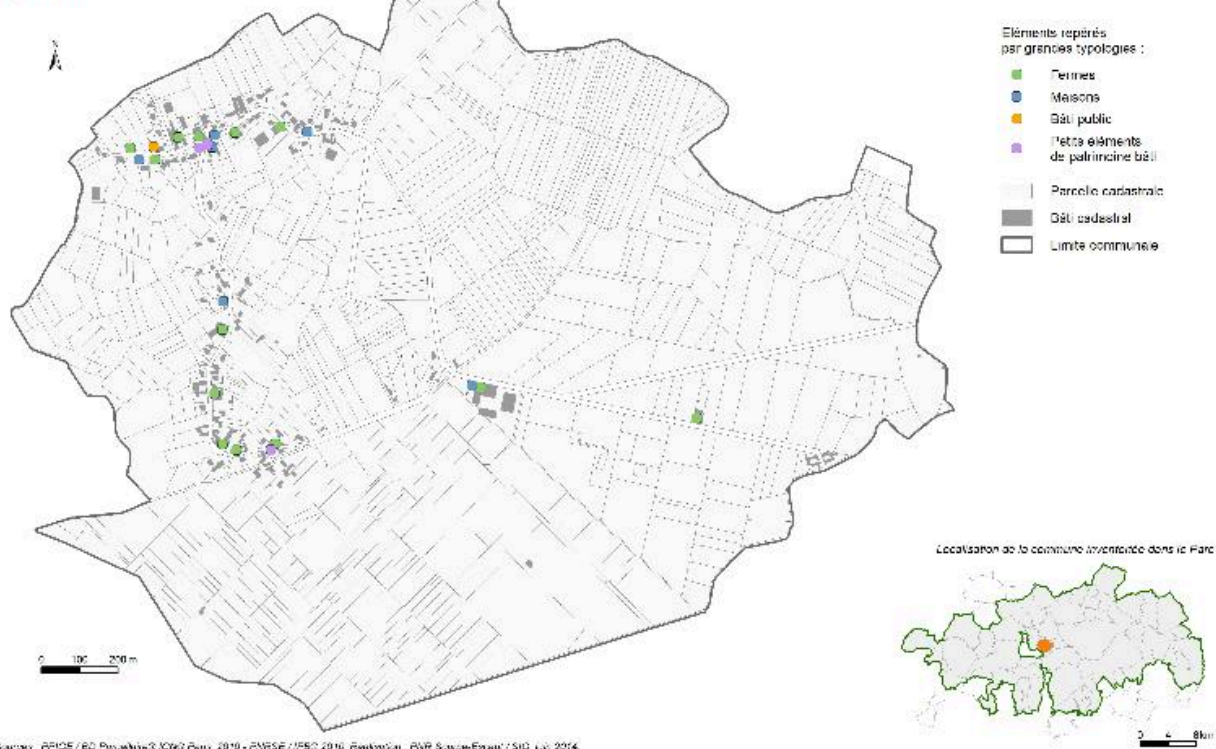 N
Eléments repérés
par grandes typologies :
Fermes
Maisons
Bâti public
Petits éléments
de patrimoine bâti
Parcelle cadastrale
Bâti cadastral
Limite communale
Localisation de la commune inventoriée dans le Parc
0 100 200 m
0 4 8km